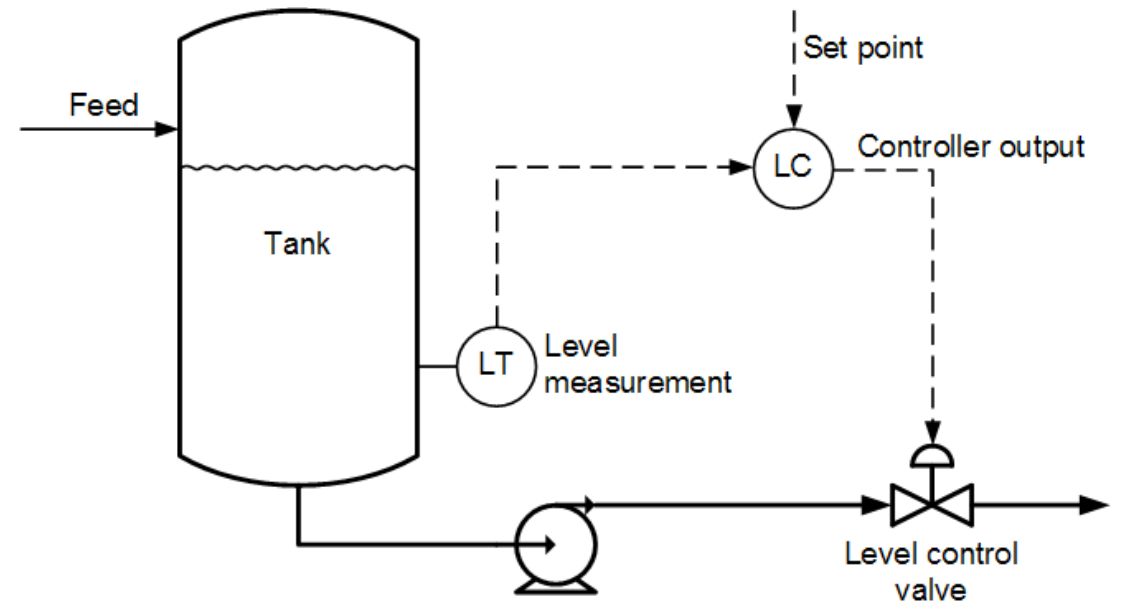 Set point
Feed
Controller output
LC
Tank
LT
Level
measurement
Level control
valve